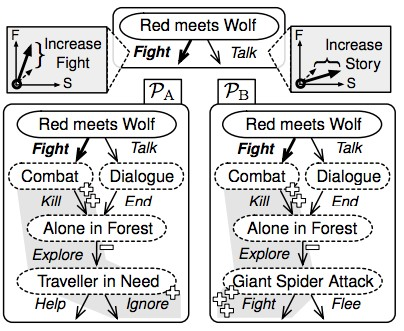 Red meets Wolf
F
Increase
Fight
S
Fight
Talk
F
Increase
Story
S
P_A
Red meets Wolf
Fight
Talk
Combat
Dialogue
Kill
End
Alone in Forest
Explore
Traveller in Need
Help
Ignore
P_B
Red meets Wolf
Fight
Talk
Combat
Dialogue
Kill
End
Alone in Forest
Explore
Giant Spider Attack
Fight
Flee